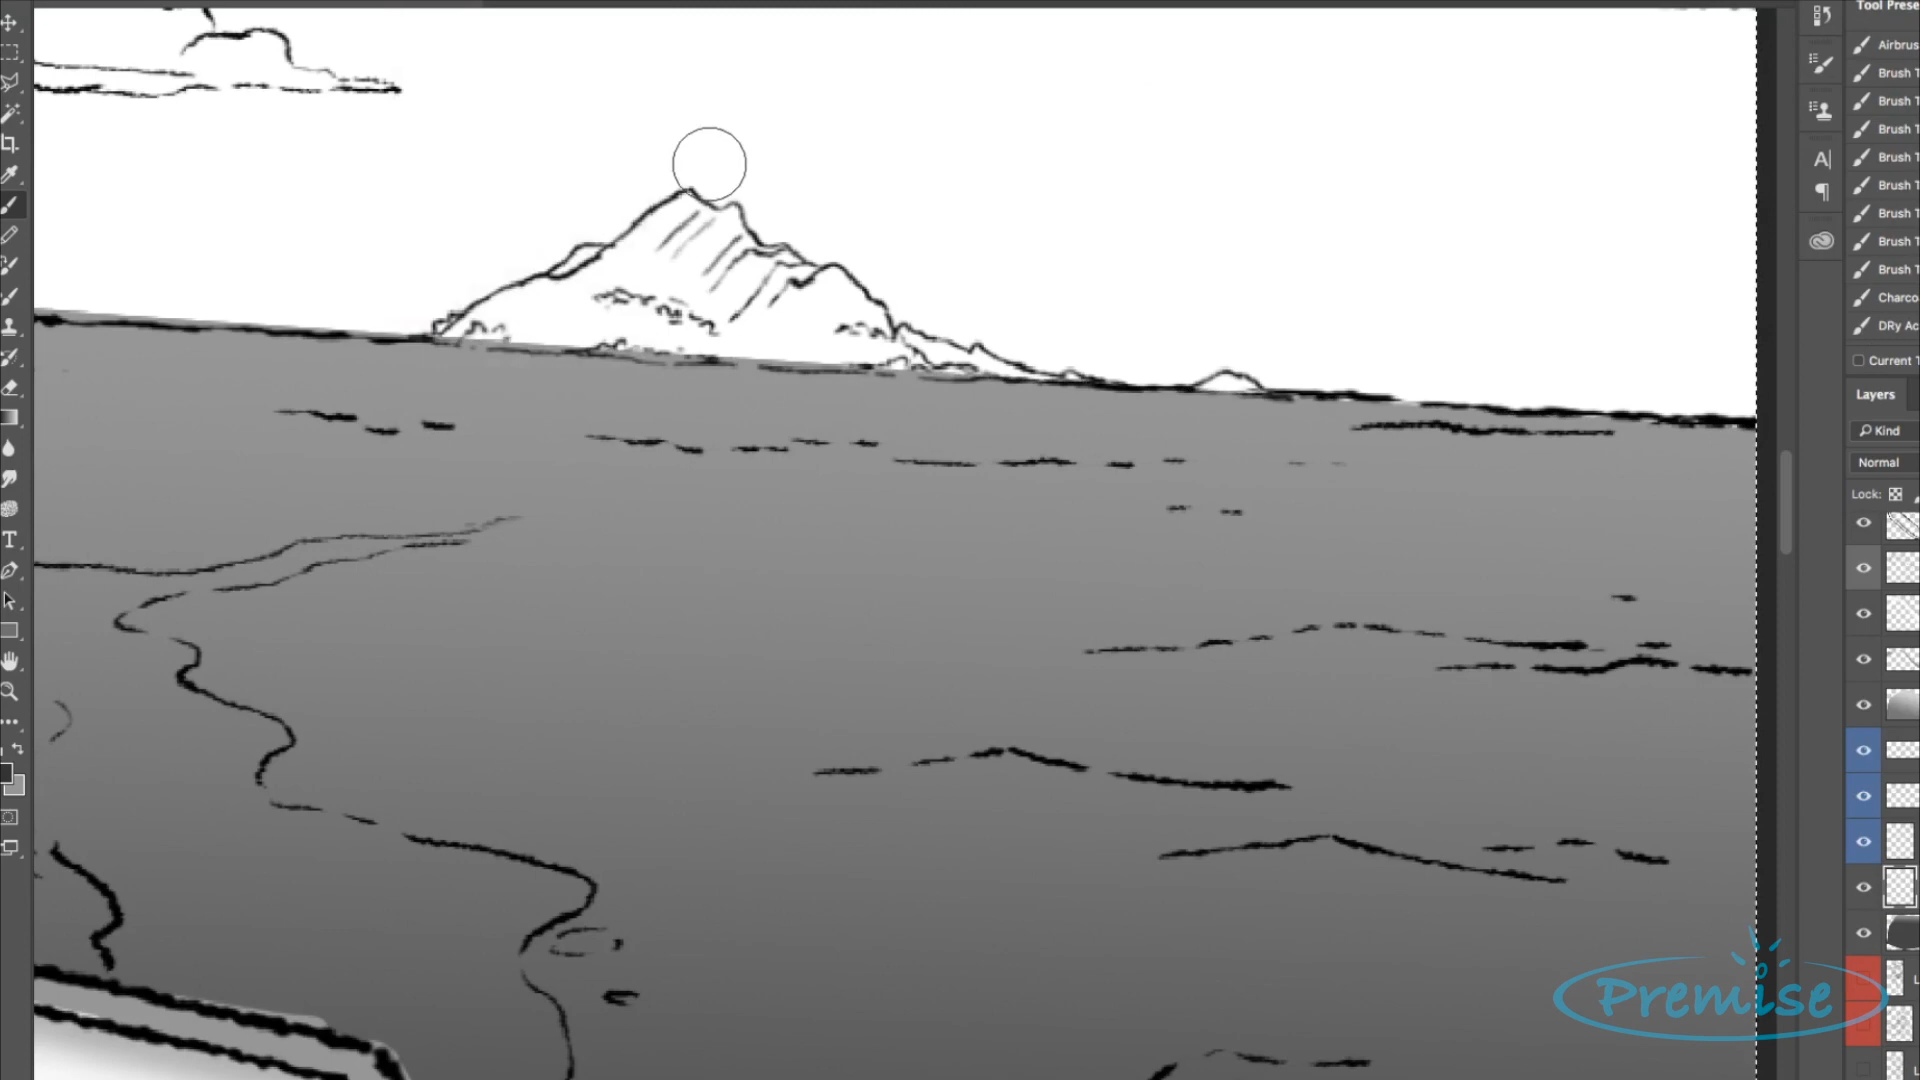 Tool Prese
Airbrus
Brush T
Brush T
Brush T
Brush T
Brush T
Brush T
Brush T
Brush T
Brush T
Charco
DRy Ac
Current T
Layers
Kind
Normal
Lock:
Premise